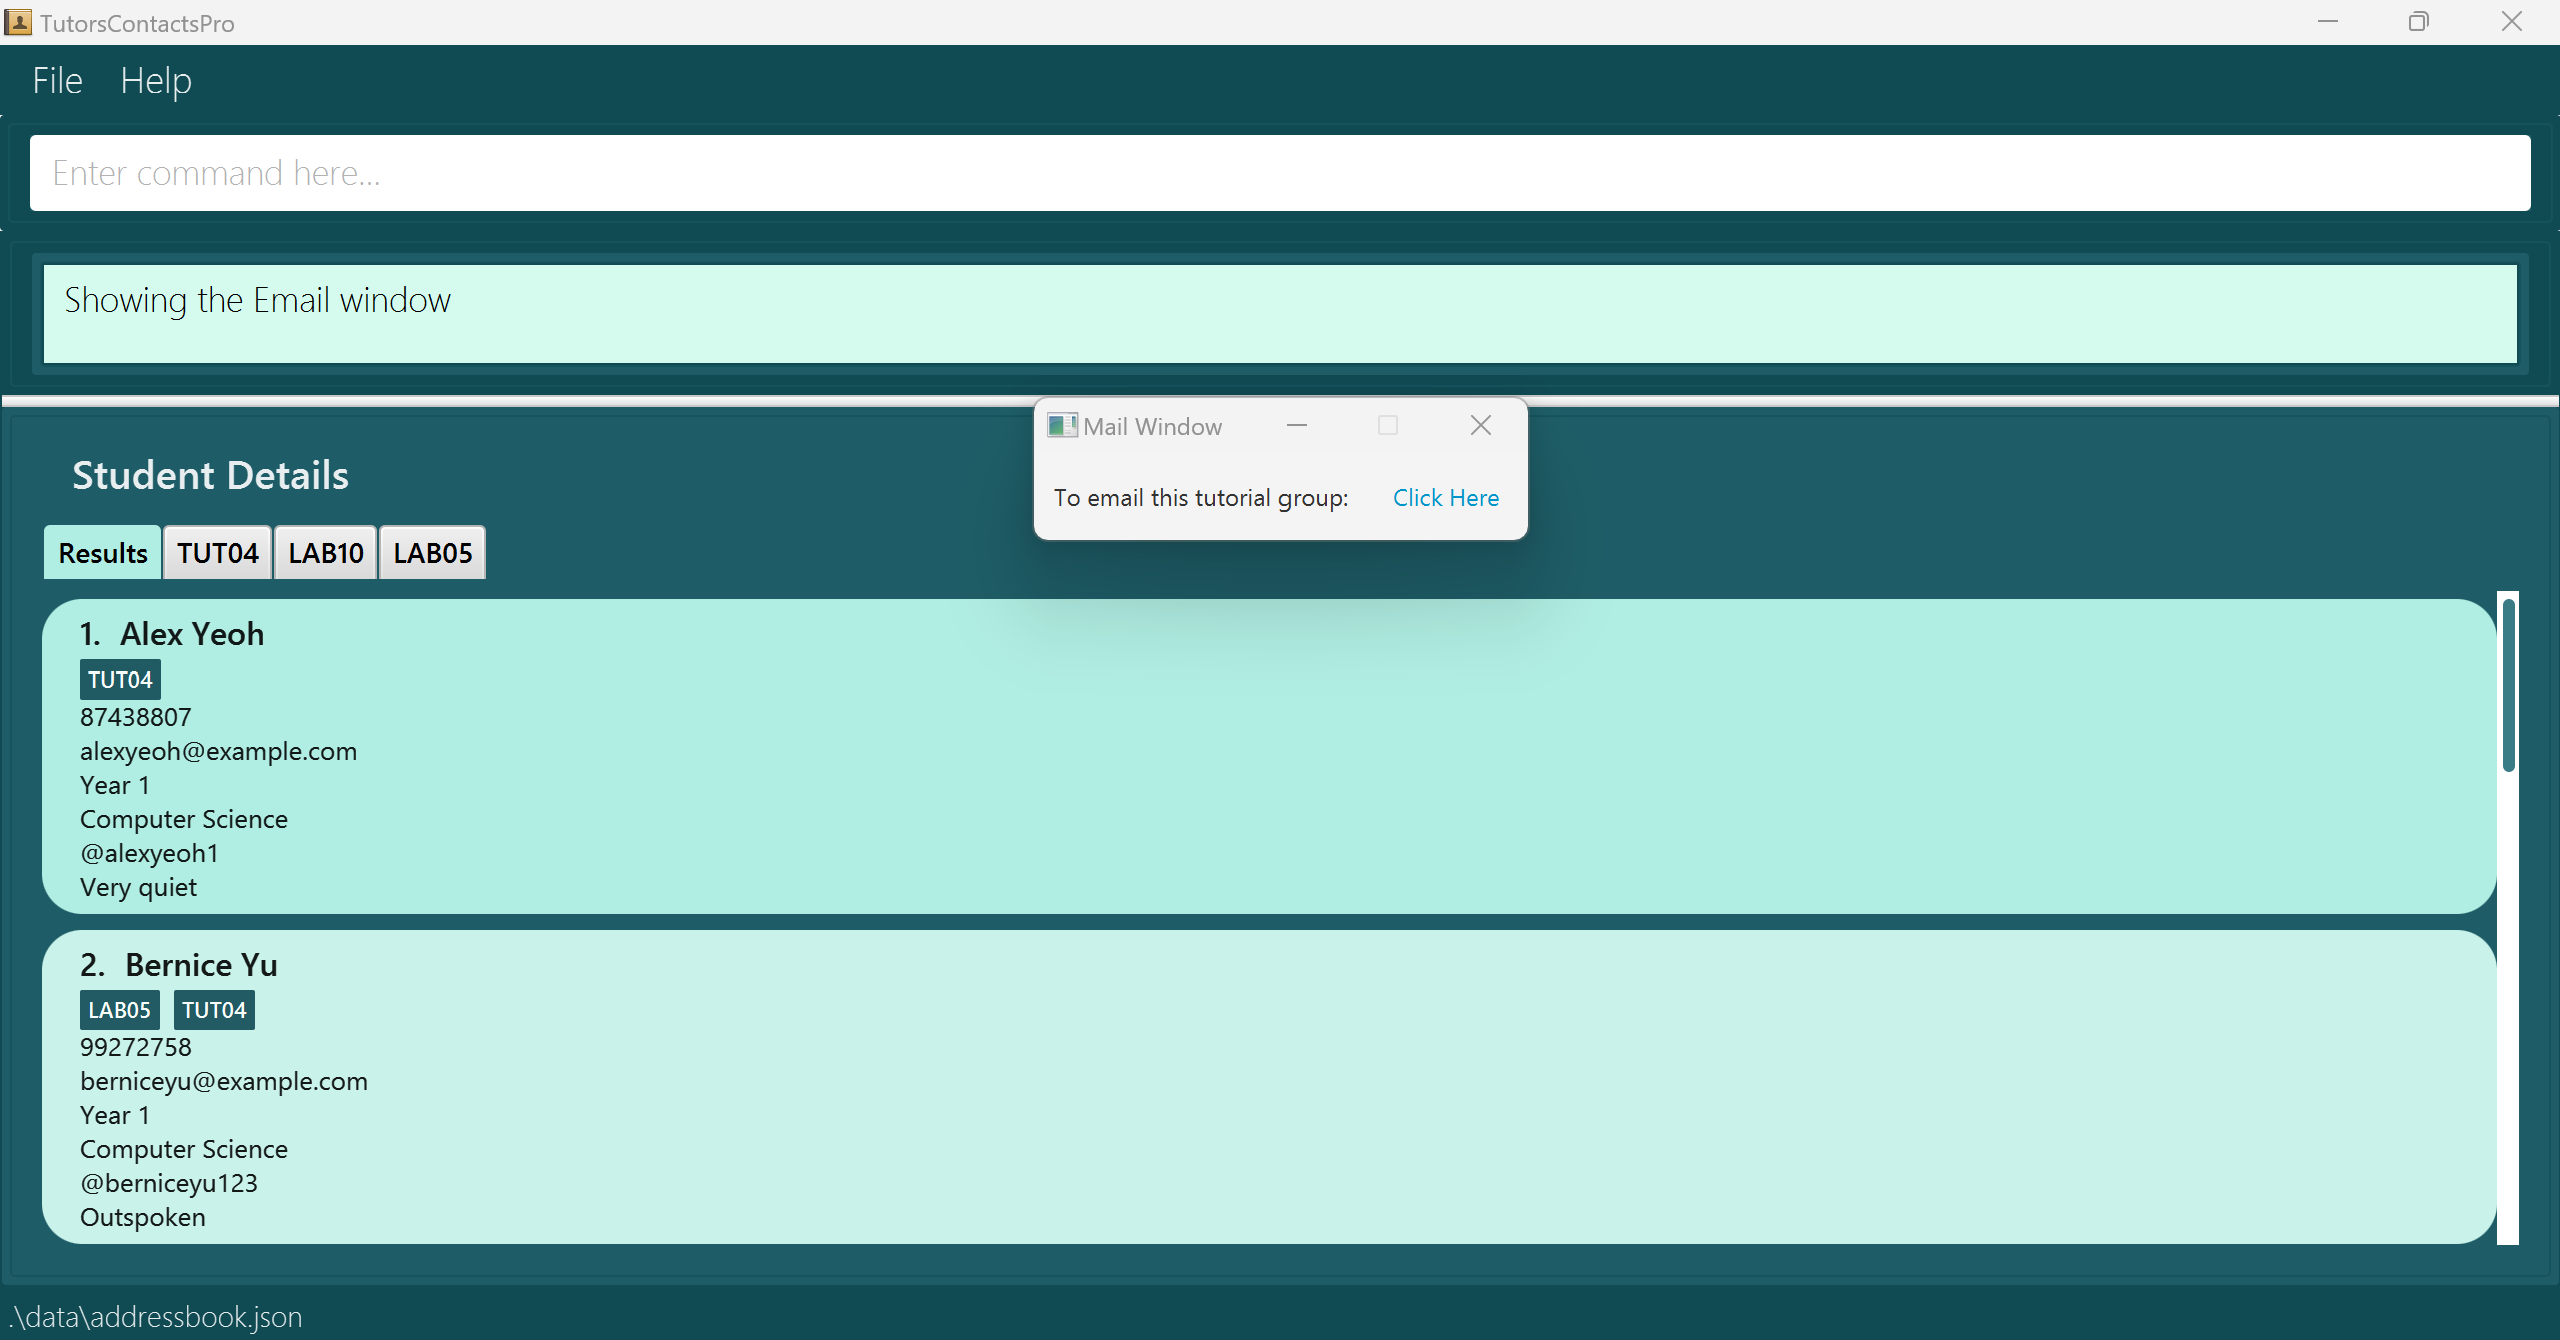 TutorsContactsPro
File Help
Enter command here...
Showing the Email window
Mail Window
To email this tutorial group: Click Here
Student Details
Results TUT04 LAB10 LAB05
1. Alex Yeoh
TUT04
87438807
alexyeoh@example.com
Year 1
Computer Science
@alexyeoh1
Very quiet
2. Bernice Yu
LAB05 TUT04
99272758
berniceyu@example.com
Year 1
Computer Science
@berniceyu123
Outspoken
.\data\addressbook.json